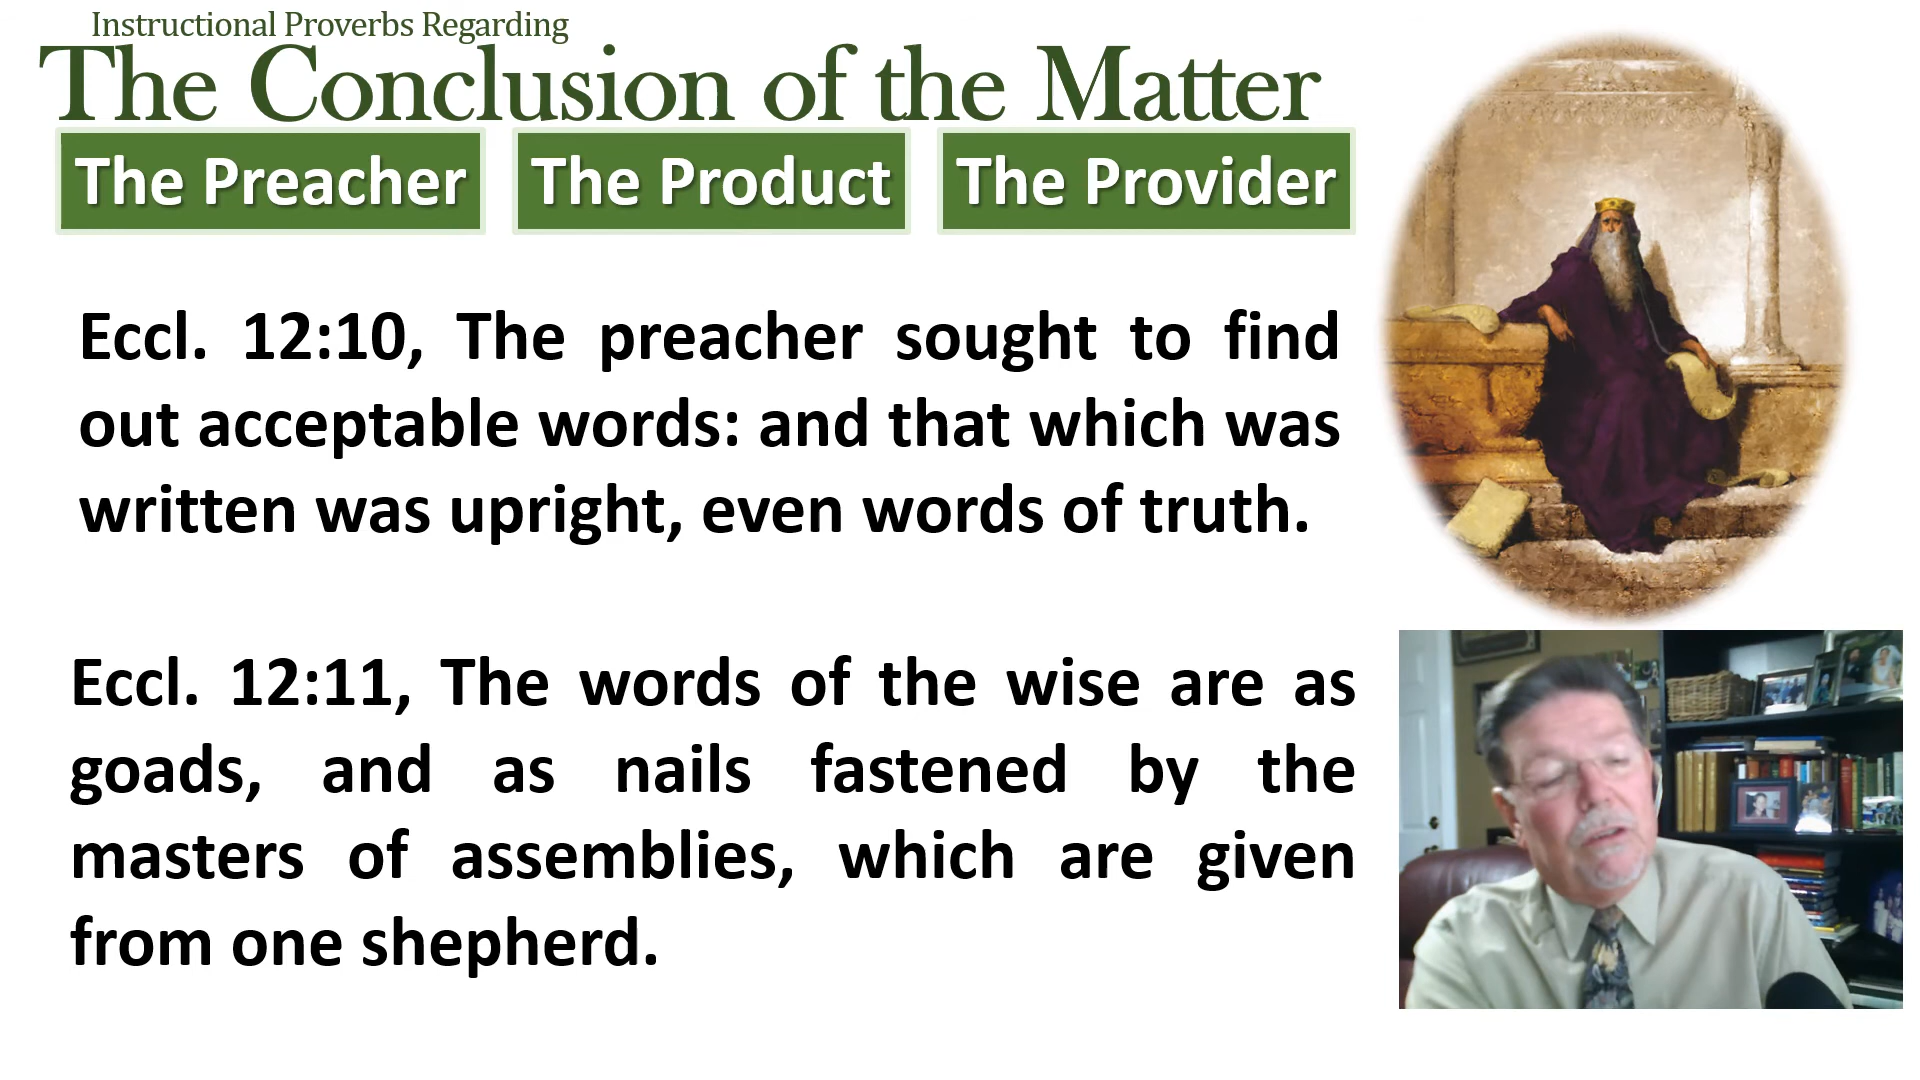 Instructional Proverbs Regarding
The Conclusion of the Matter
The Preacher The Product The Provider
Eccl. 12:10, The preacher sought to find
out acceptable words: and that which was
written was upright, even words of truth.
Eccl. 12:11, The words of the wise are as
goads, and as nails fastened by the
masters of assemblies, which are given
from one shepherd.